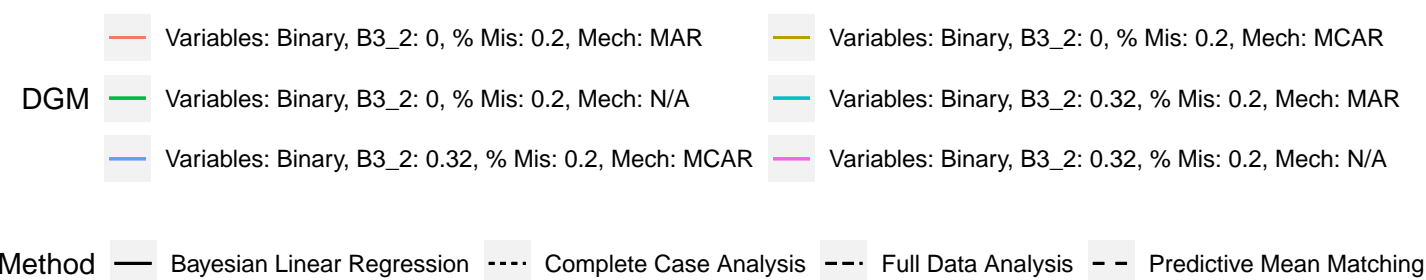 Variables: Binary, B3_2: 0, % Mis: 0.2, Mech: MAR Variables: Binary, B3_2: 0, % Mis: 0.2, Mech: MCAR
DGM Variables: Binary, B3_2: 0, % Mis: 0.2, Mech: N/A Variables: Binary, B3_2: 0.32, % Mis: 0.2, Mech: MAR
Variables: Binary, B3_2: 0.32, % Mis: 0.2, Mech: MCAR Variables: Binary, B3_2: 0.32, % Mis: 0.2, Mech: N/A
Method Bayesian Linear Regression Complete Case Analysis Full Data Analysis Predictive Mean Matching